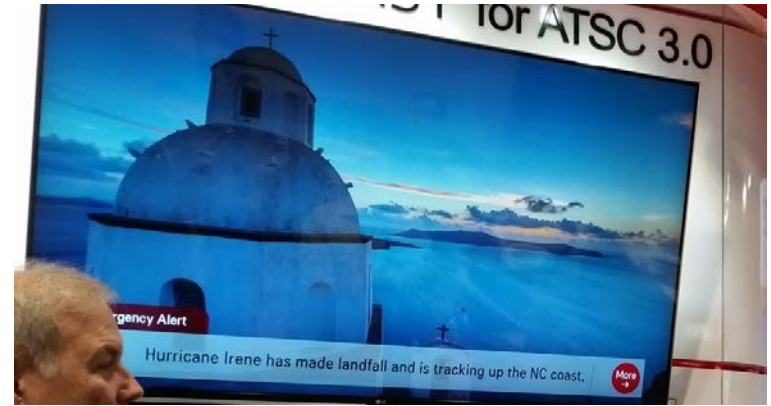 for ATSC 3.0
rgency Alert
Hurricane Irene has made landfall and is tracking up the NC coast.
More
LG